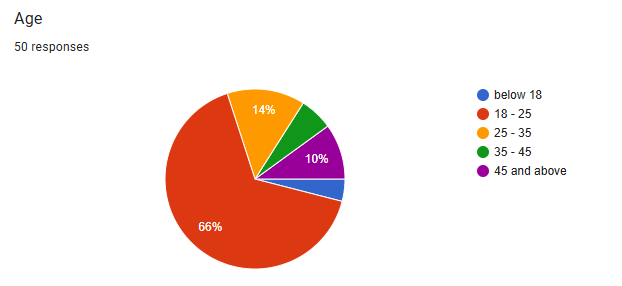 Age
50 responses
14%
10%
66%
below 18
18 - 25
25 - 35
35 - 45
45 and above